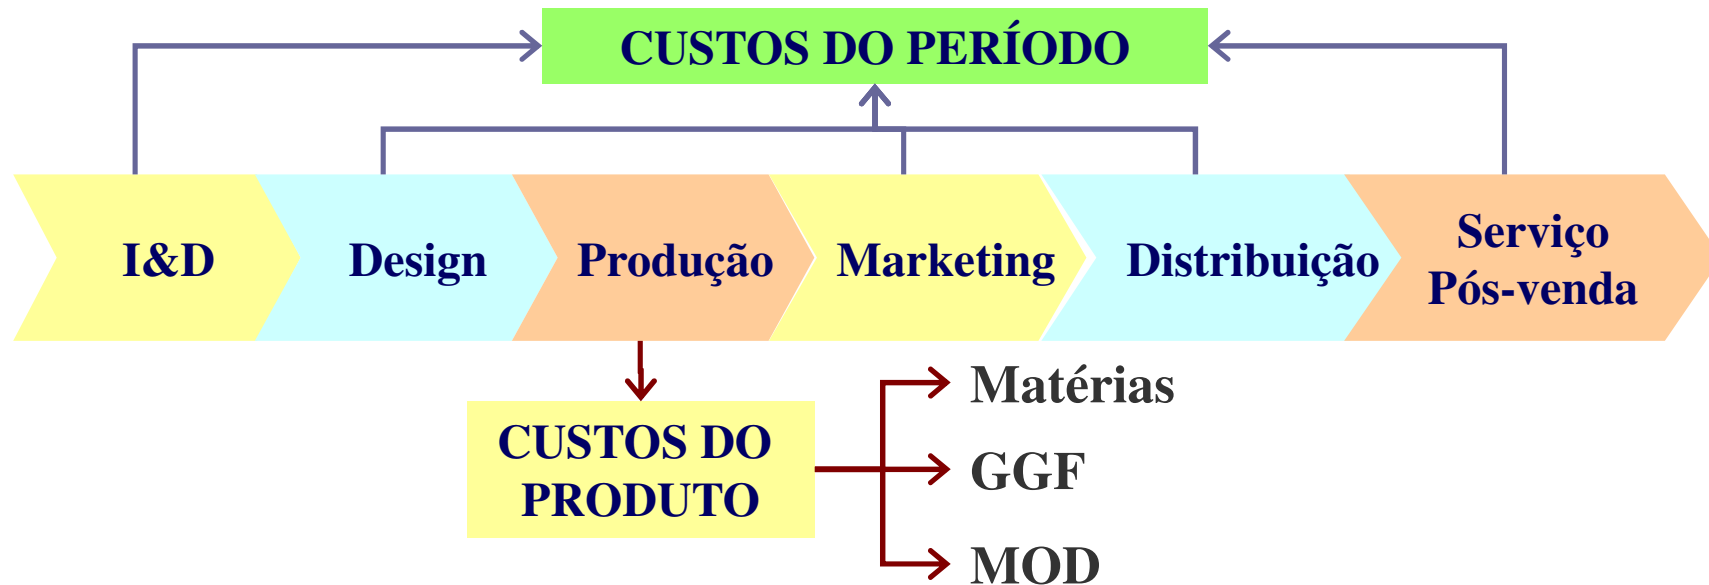 CUSTOS DO PERÍODO
I&D
Design
Produção
Marketing
Distribuição
Serviço
Pós-venda
CUSTOS DO
PRODUTO
Matérias
GGF
MOD